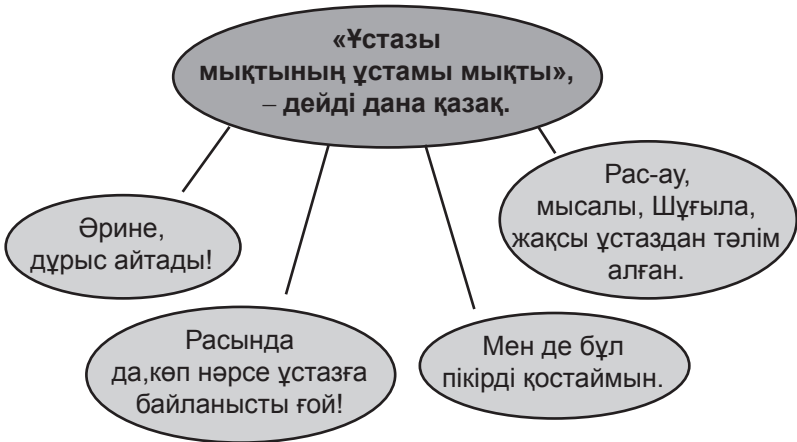 «Ұстазы
мықтының ұстамы мықты»,
– дейді дана қазақ.
Әрине,
дұрыс айтады!
Расында
да,көп нәрсе ұстазға
байланысты ғой!
Мен де бұл
пікірді қостаймын.
Рас-ау,
мысалы, Шұғыла,
жақсы ұстаздан тәлім
алған.